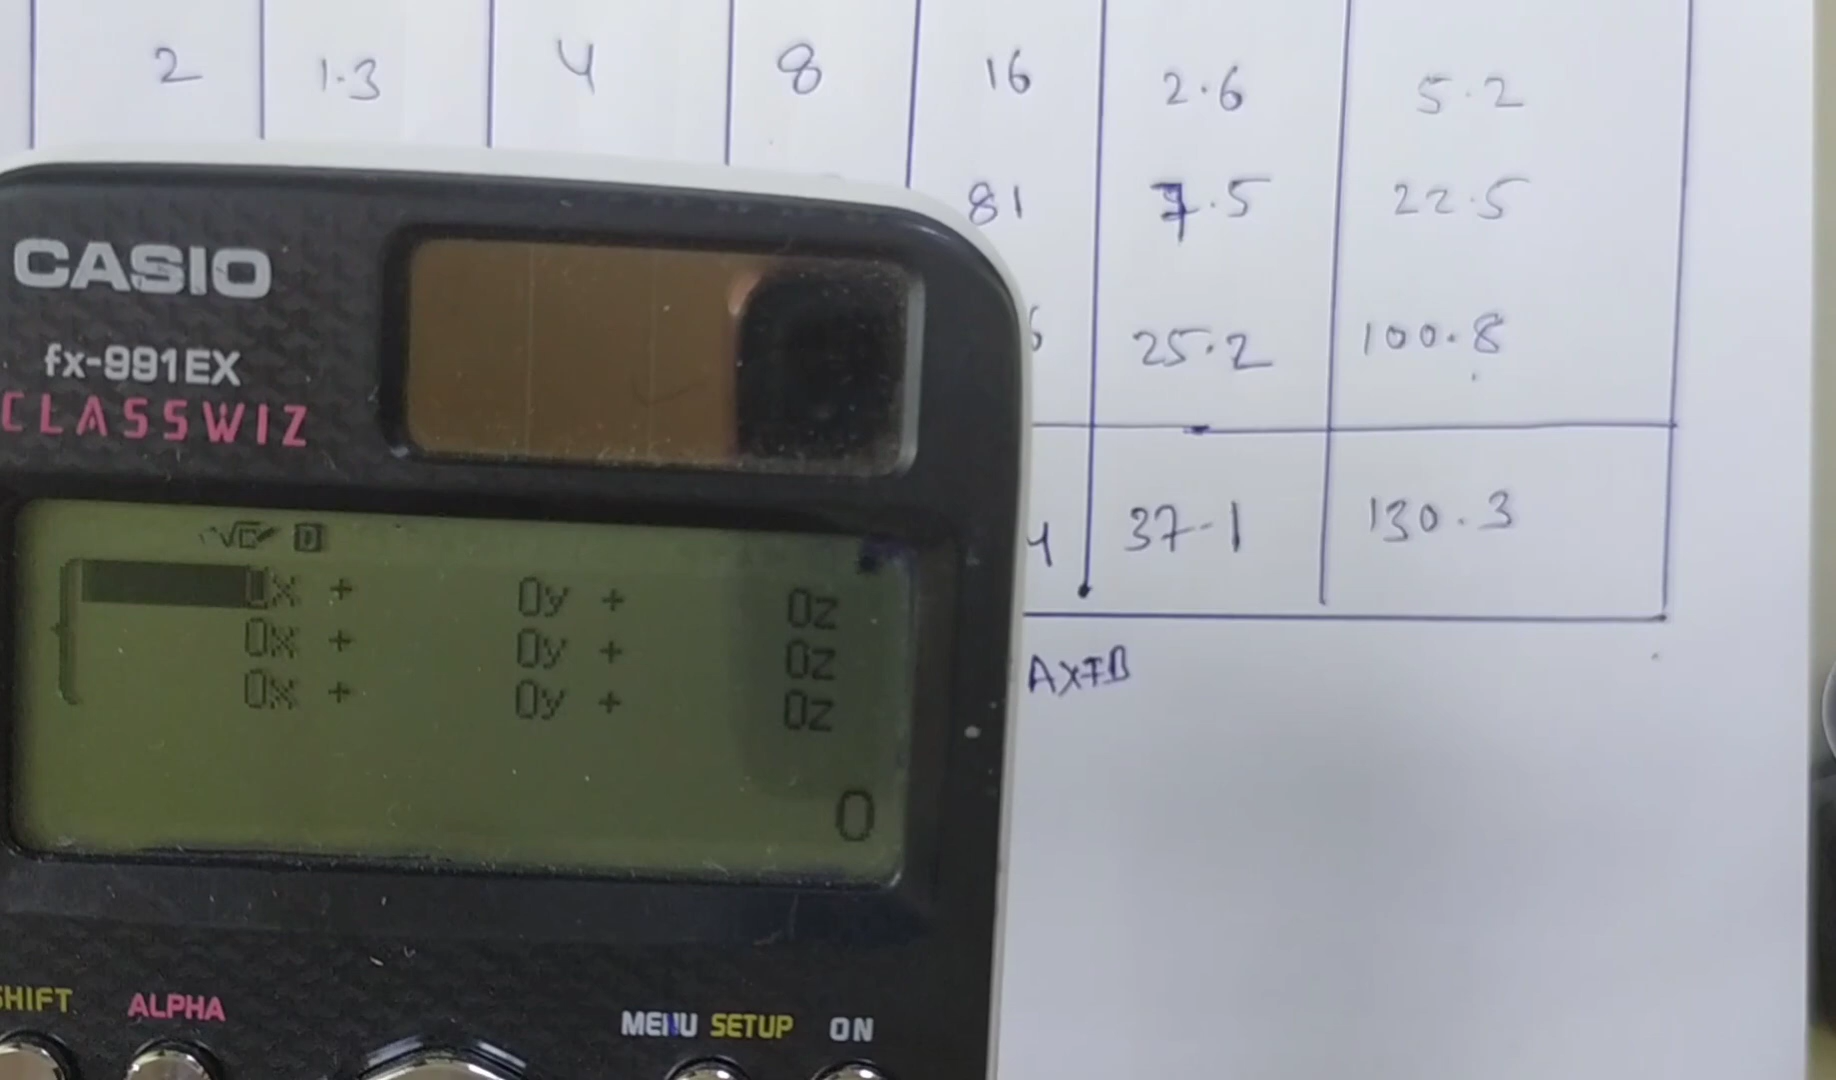 2 1.3 4 8 16 2.6 5.2
81 7.5 22.5
25.2 100.8
4 37.1 130.3
AX+B
CASIO
fx-991EX
CLASSWIZ
√ D
0x + 0y + 0z
0x + 0y + 0z
0x + 0y + 0z
0
SHIFT ALPHA MENU SETUP ON